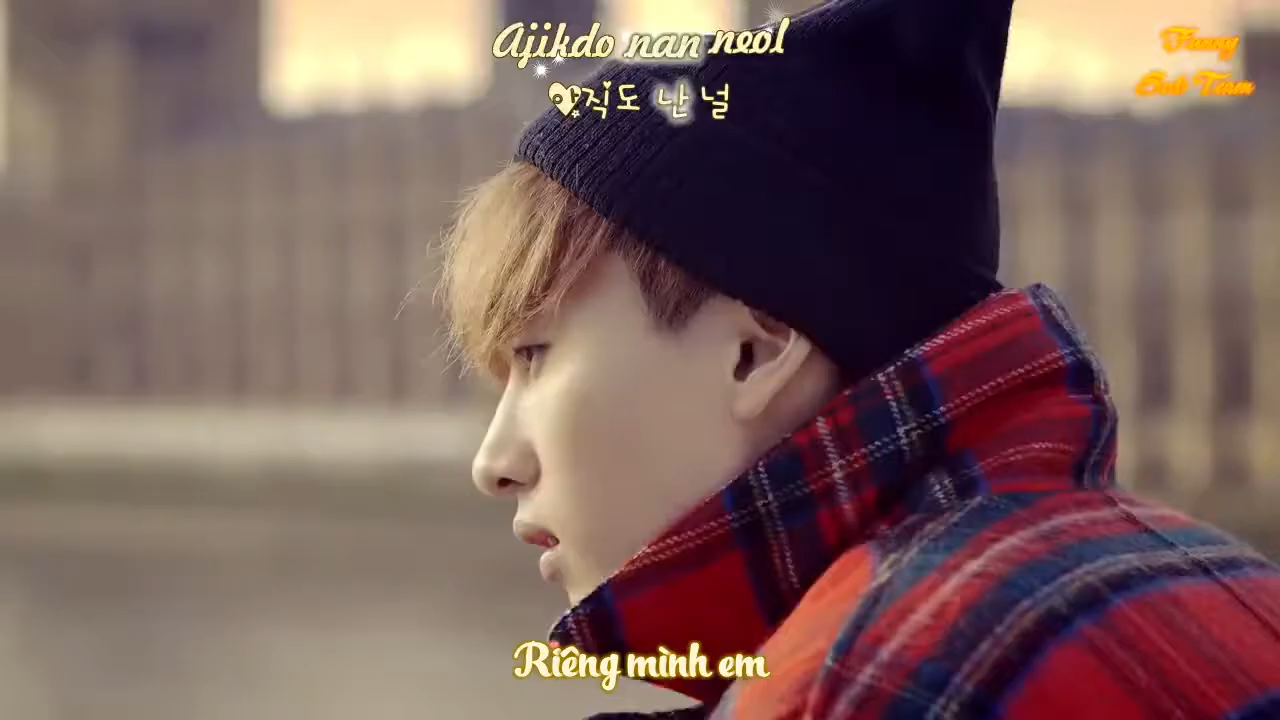 Ajikdo nan neol
아직도 난 널
Funny
Sub Team
Riêng mình em